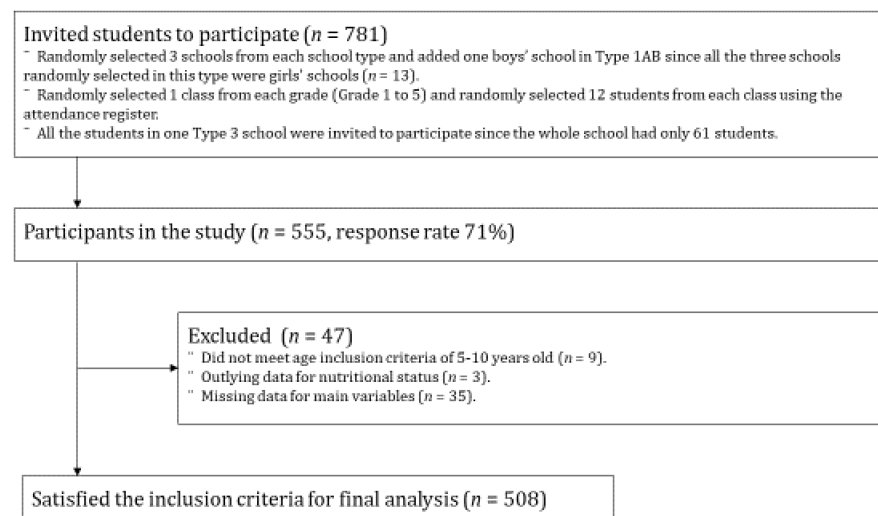 Invited students to participate (n = 781)
¯ Randomly selected 3 schools from each school type and added one boys' school in Type 1AB since all the three schools
randomly selected in this type were girls' schools (n = 13).
¯ Randomly selected 1 class from each grade (Grade 1 to 5) and randomly selected 12 students from each class using the
attendance register.
¯ All the students in one Type 3 school were invited to participate since the whole school had only 61 students.
Participants in the study (n = 555, response rate 71%)
Excluded (n = 47)
¨ Did not meet age inclusion criteria of 5-10 years old (n = 9).
¨ Outlying data for nutritional status (n = 3).
¨ Missing data for main variables (n = 35).
Satisfied the inclusion criteria for final analysis (n = 508)